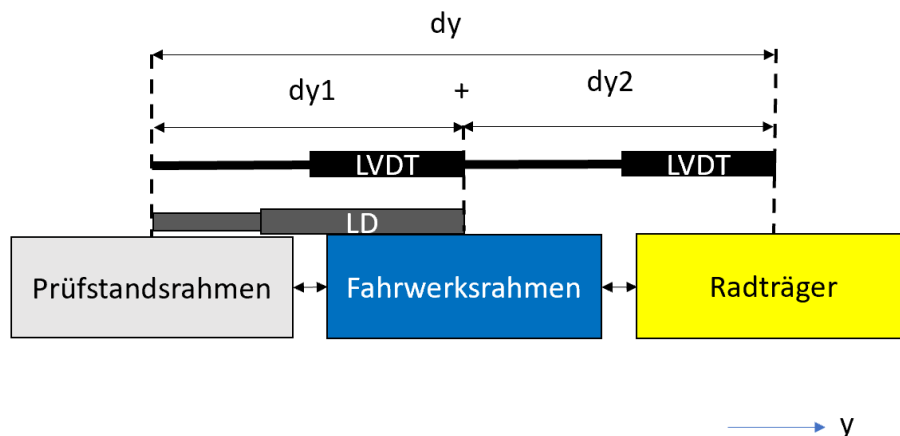 dy
dy1 + dy2
LVDT LVDT
LD
Prüfstandsrahmen Fahrwerksrahmen Radträger
y